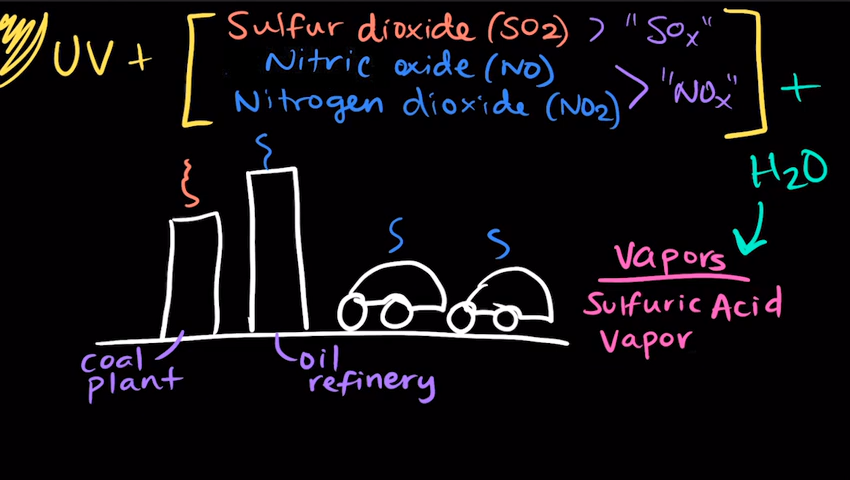 UV + [ Sulfur dioxide (SO2) > "SOx"
Nitric oxide (NO)
Nitrogen dioxide (NO2) > "NOx" ] +
H₂O
Vapors
Sulfuric Acid
Vapor
coal
plant
oil
refinery